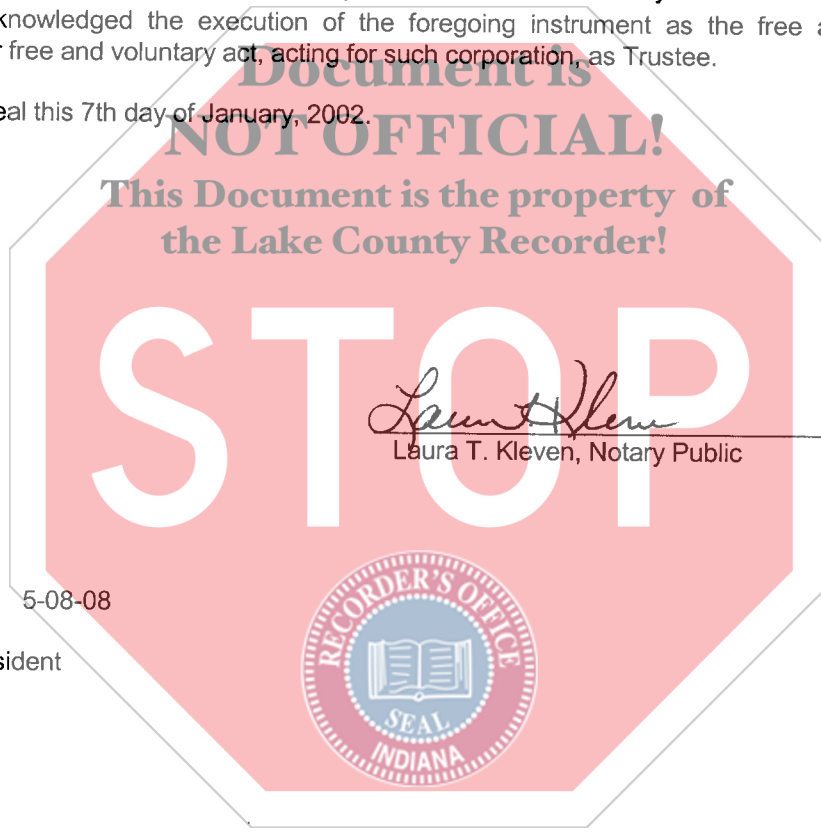 knowledged the execution of the foregoing instrument as the free
free and voluntary act, acting for such corporation, as Trustee.
Document is
eal this 7th day of January, 2002.
NOT OFFICIAL!
This Document is the property of
the Lake County Recorder!
STOP
Laura T. Kleven
Laura T. Kleven, Notary Public
5-08-08
sident
RECORDER'S OFFICE
SEAL
INDIANA